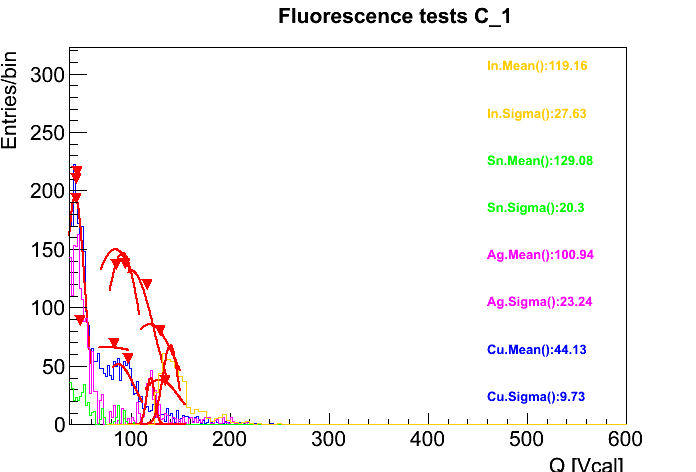 Fluorescence tests C_1
Entries/bin
300
250
200
150
100
50
0
100
200
300
400
500
600
Q [Vcal]
In.Mean():119.16
In.Sigma():27.63
Sn.Mean():129.08
Sn.Sigma():20.3
Ag.Mean():100.94
Ag.Sigma():23.24
Cu.Mean():44.13
Cu.Sigma():9.73